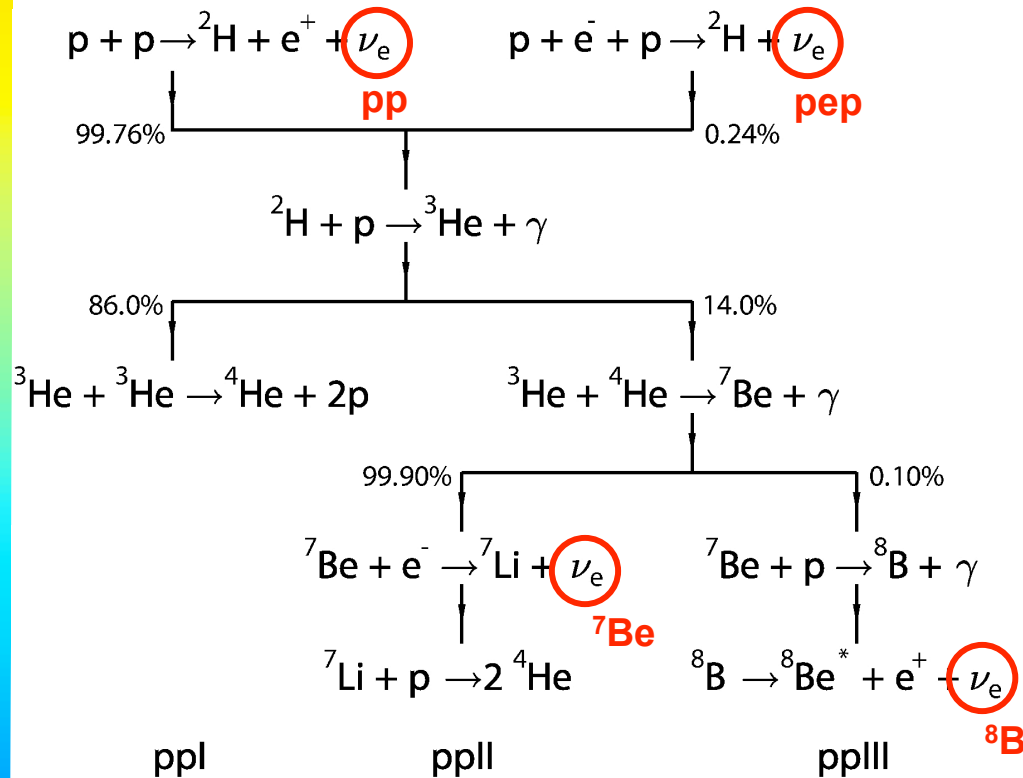 p + p → ²H + e⁺ + νₑ p + e⁻ + p → ²H + νₑ
pp pep
99.76% 0.24%
²H + p → ³He + γ
86.0% 14.0%
³He + ³He → ⁴He + 2p ³He + ⁴He → ⁷Be + γ
99.90% 0.10%
⁷Be + e⁻ → ⁷Li + νₑ ⁷Be + p → ⁸B + γ
⁷Be
⁷Li + p → 2 ⁴He ⁸B → ⁸Be* + e⁺ + νₑ
⁸B
ppI ppII ppIII